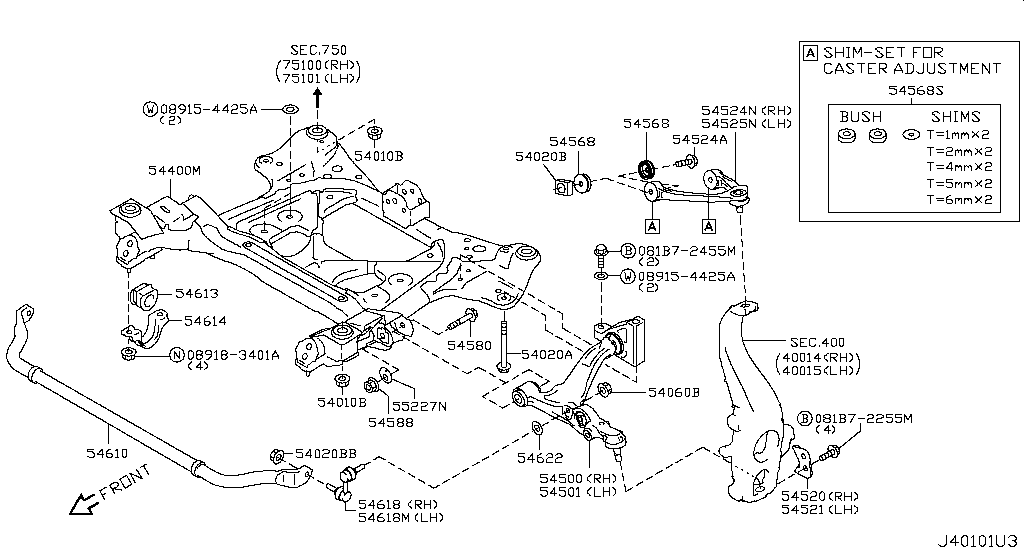 SEC.750
(75100 (RH)
75101 (LH))
W 08915-4425A
(2)
54010B
54400M
54568
54020B
54568
54524A
54524N (RH)
54525N (LH)
A SHIM-SET FOR
CASTER ADJUSTMENT
54568S
BUSH SHIMS
T=1mm×2
T=2mm×2
T=4mm×2
T=5mm×2
T=6mm×2
A A
B 081B7-2455M
(2)
W 08915-4425A
(2)
54613
54614
N 08918-3401A
(4)
54580
54020A
SEC.400
(40014 (RH)
40015 (LH))
54010B
55227N
54588
54060B
B 081B7-2255M
(4)
54610
54020BB
54622
54500 (RH)
54501 (LH)
FRONT
54618 (RH)
54618M (LH)
54520 (RH)
54521 (LH)
J40101U3